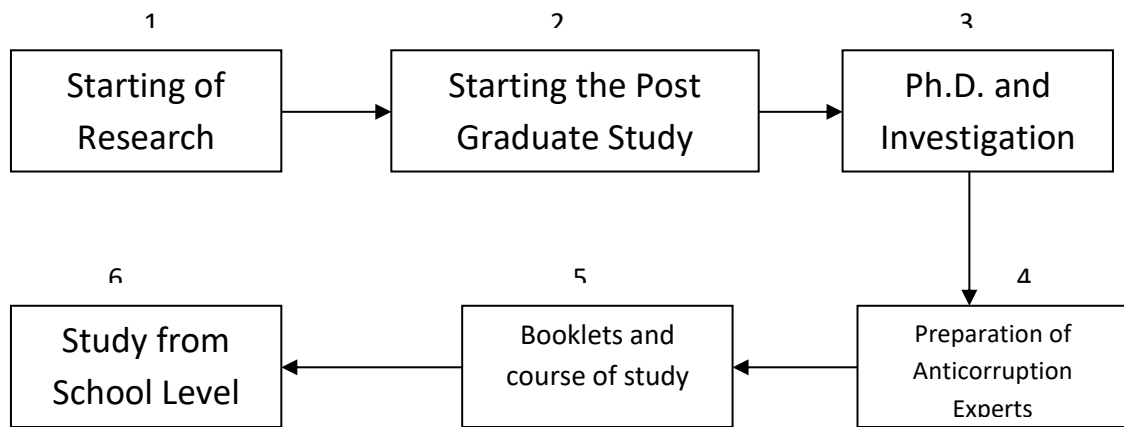 1
Starting of
Research
2
Starting the Post
Graduate Study
3
Ph.D. and
Investigation
4
Preparation of
Anticorruption
Experts
5
Booklets and
course of study
6
Study from
School Level